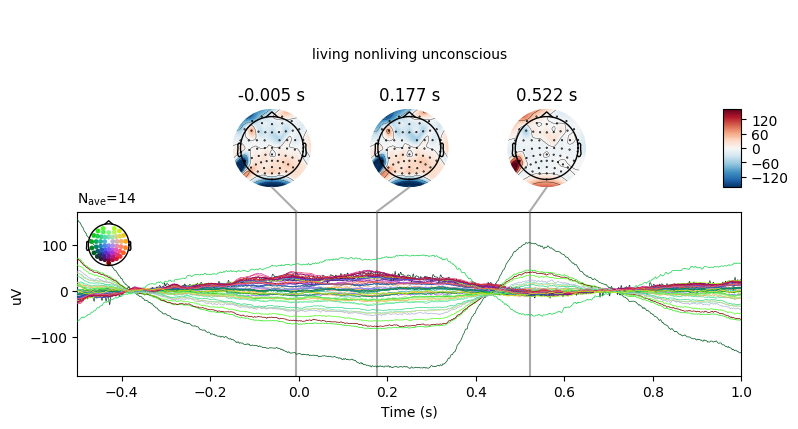 living nonliving unconscious
-0.005 s 0.177 s 0.522 s
120
60
0
−60
−120
Nave=14
100
0
−100
uV
−0.4 −0.2 0.0 0.2 0.4 0.6 0.8 1.0
Time (s)